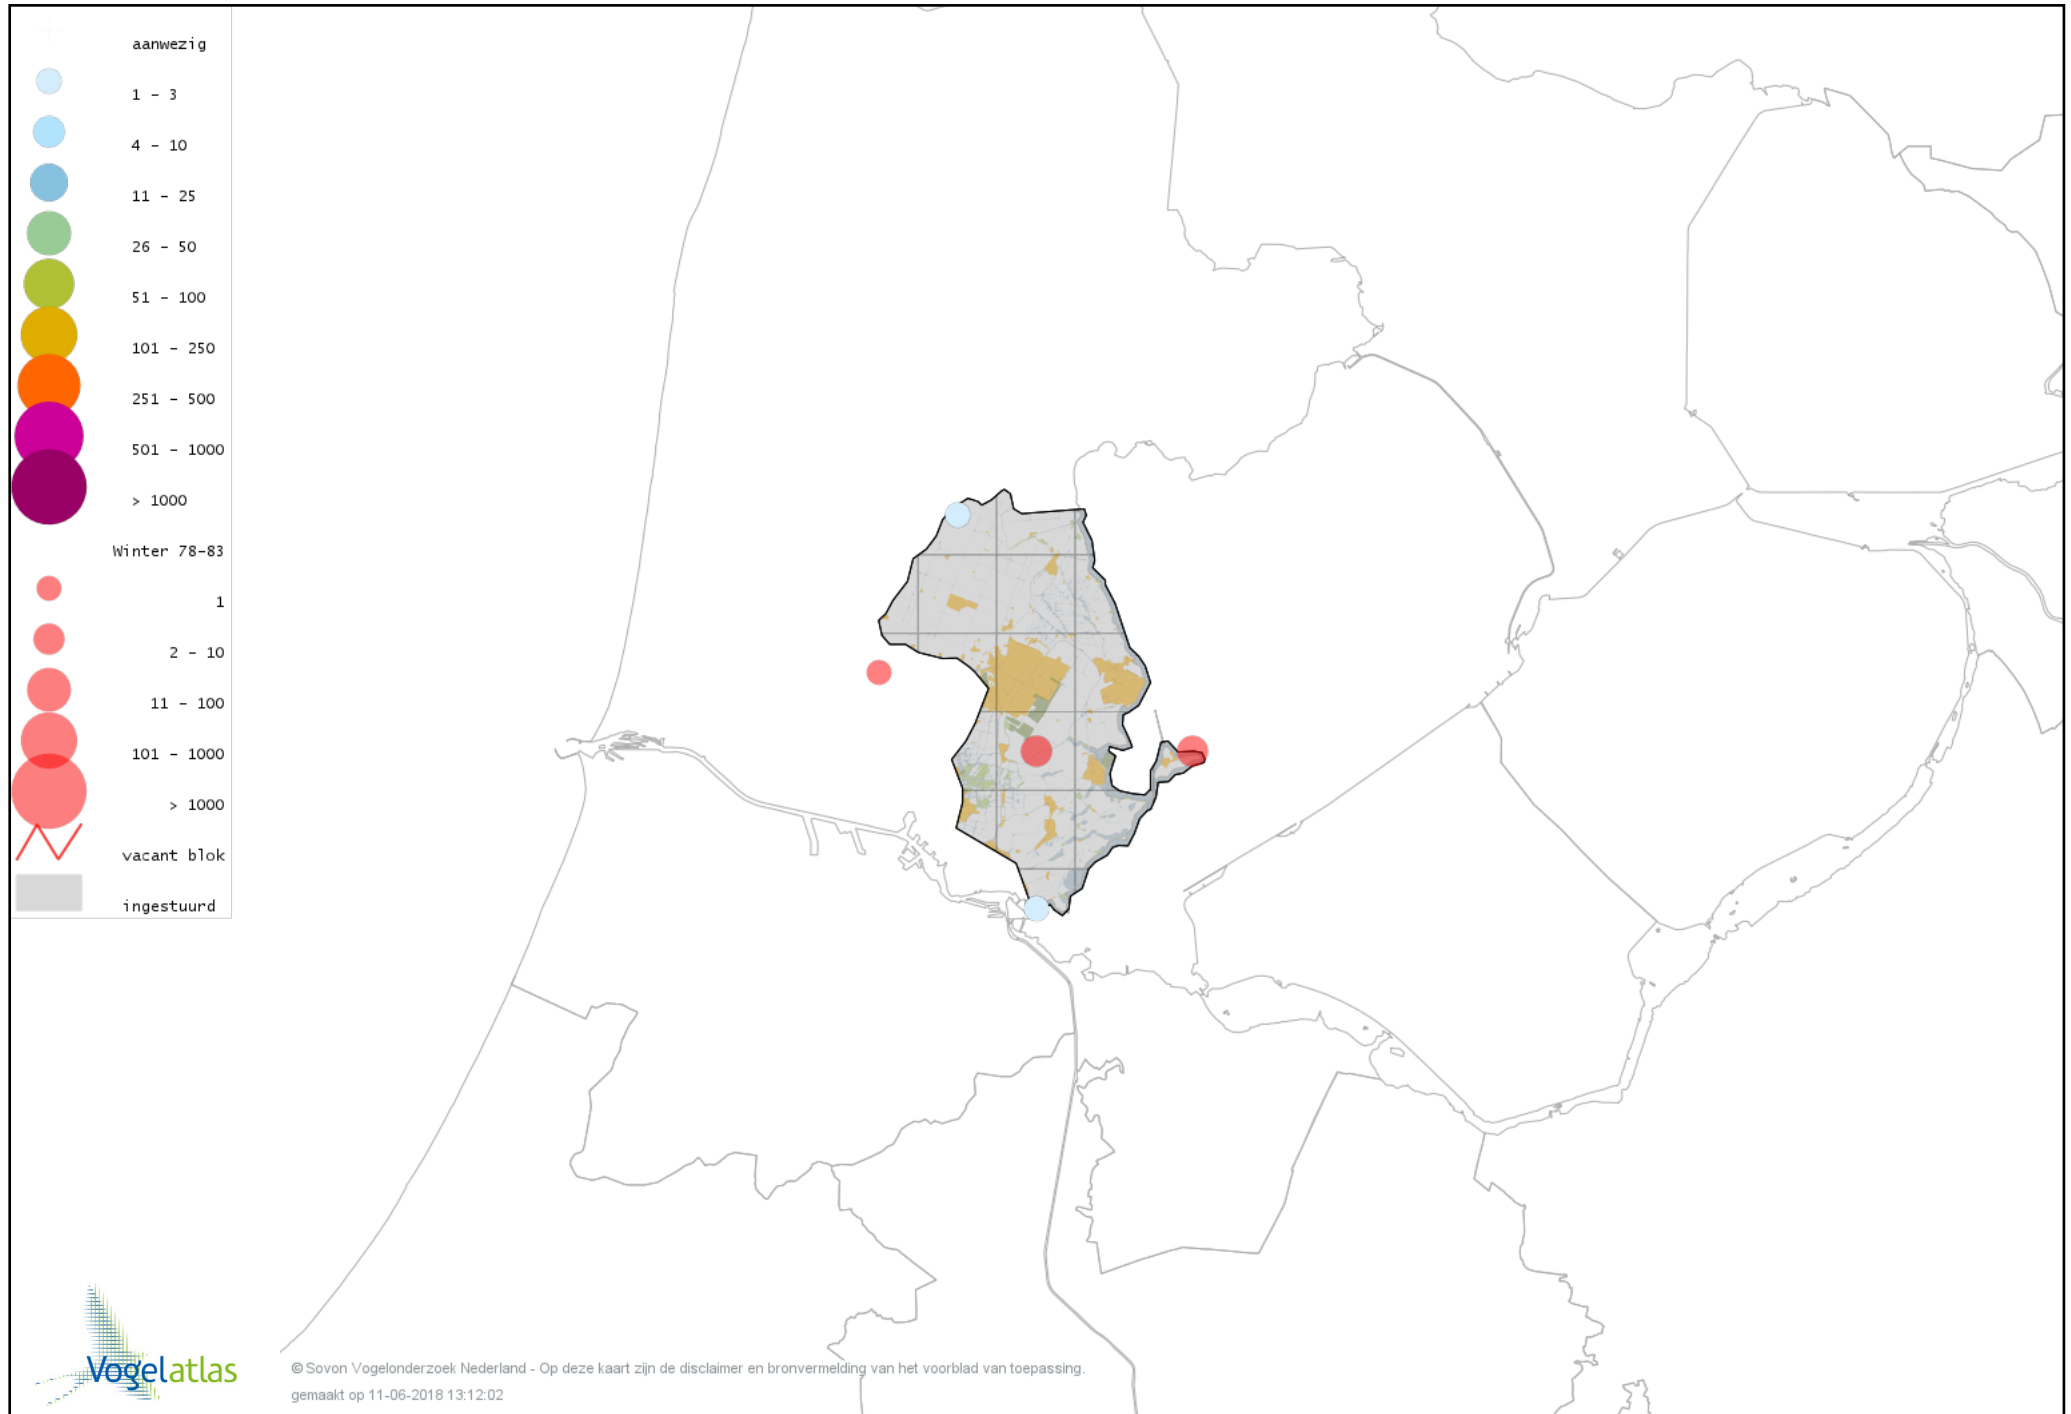 aanwezig
1 - 3
4 - 10
11 - 25
26 - 50
51 - 100
101 - 250
251 - 500
501 - 1000
> 1000
Winter 78-83
1
2 - 10
11 - 100
101 - 1000
> 1000
vacant blok
ingestuurd
Vogelatlas
© Sovon Vogelonderzoek Nederland - Op deze kaart zijn de disclaimer en bronvermelding van het voorblad van toepassing.
gemaakt op 11-06-2018 13:12:02